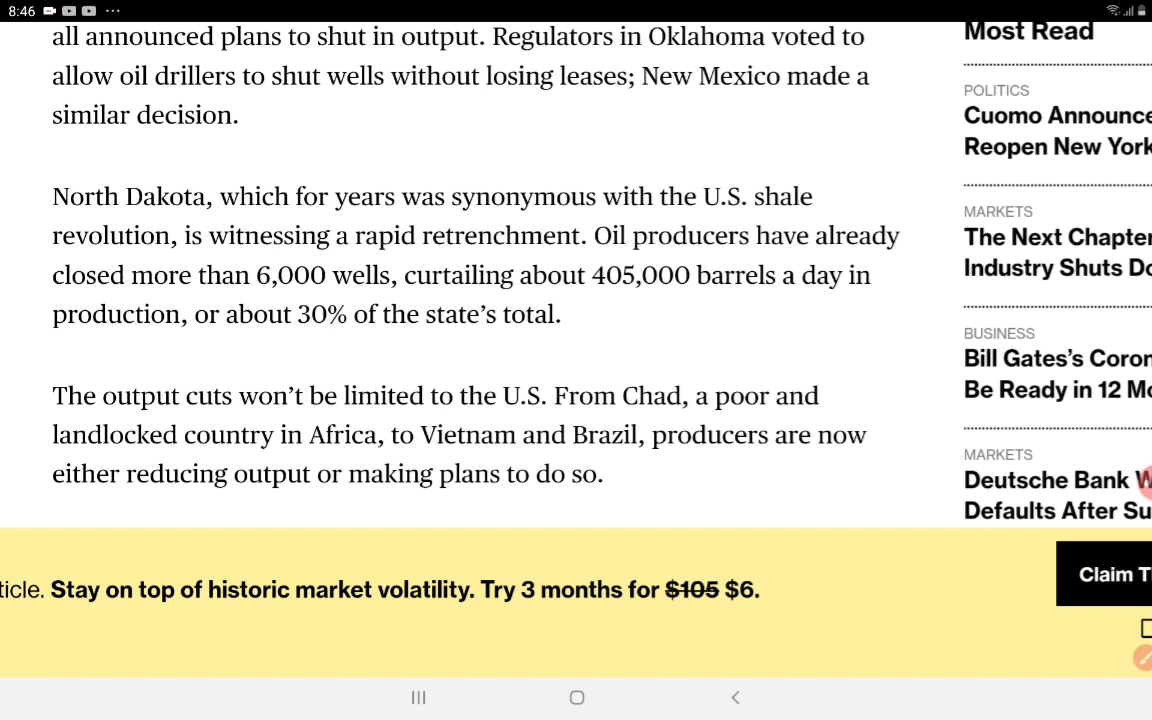 8:46
all announced plans to shut in output. Regulators in Oklahoma voted to
allow oil drillers to shut wells without losing leases; New Mexico made a
similar decision.
North Dakota, which for years was synonymous with the U.S. shale
revolution, is witnessing a rapid retrenchment. Oil producers have already
closed more than 6,000 wells, curtailing about 405,000 barrels a day in
production, or about 30% of the state’s total.
The output cuts won’t be limited to the U.S. From Chad, a poor and
landlocked country in Africa, to Vietnam and Brazil, producers are now
either reducing output or making plans to do so.
Most Read
POLITICS
Cuomo Announce
Reopen New York
MARKETS
The Next Chapter
Industry Shuts Do
BUSINESS
Bill Gates’s Coron
Be Ready in 12 Mo
MARKETS
Deutsche Bank W
Defaults After Su
ticle. Stay on top of historic market volatility. Try 3 months for $105 $6.
Claim T